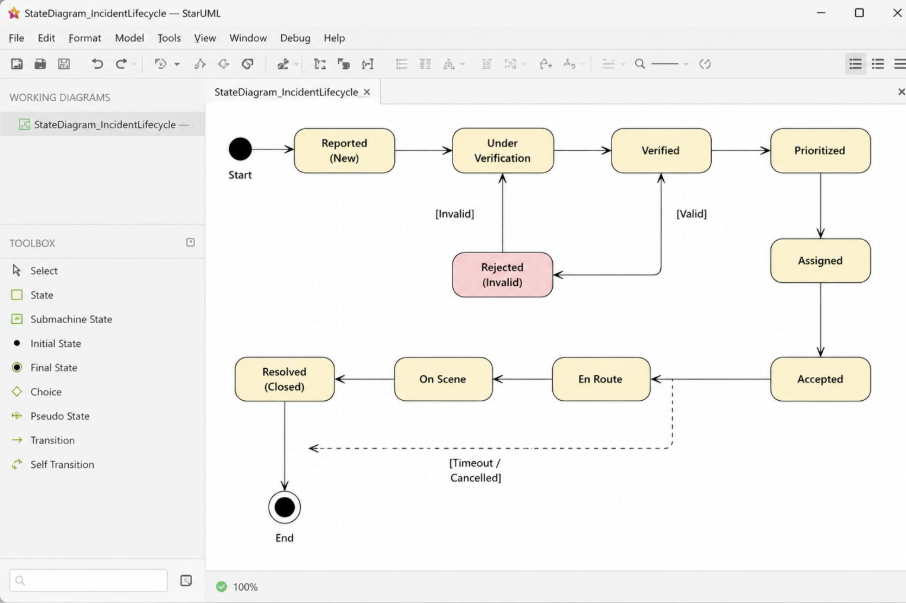 StateDiagram_IncidentLifecycle — StarUML
File Edit Format Model Tools View Window Debug Help
WORKING DIAGRAMS
StateDiagram_IncidentLifecycle —
StateDiagram_IncidentLifecycle ×
TOOLBOX
Select
State
Submachine State
Initial State
Final State
Choice
Pseudo State
Transition
Self Transition
Start
Reported
(New)
Under
Verification
Verified
Prioritized
[Invalid]
[Valid]
Rejected
(Invalid)
Assigned
Resolved
(Closed)
On Scene
En Route
Accepted
[Timeout /
Cancelled]
End
100%